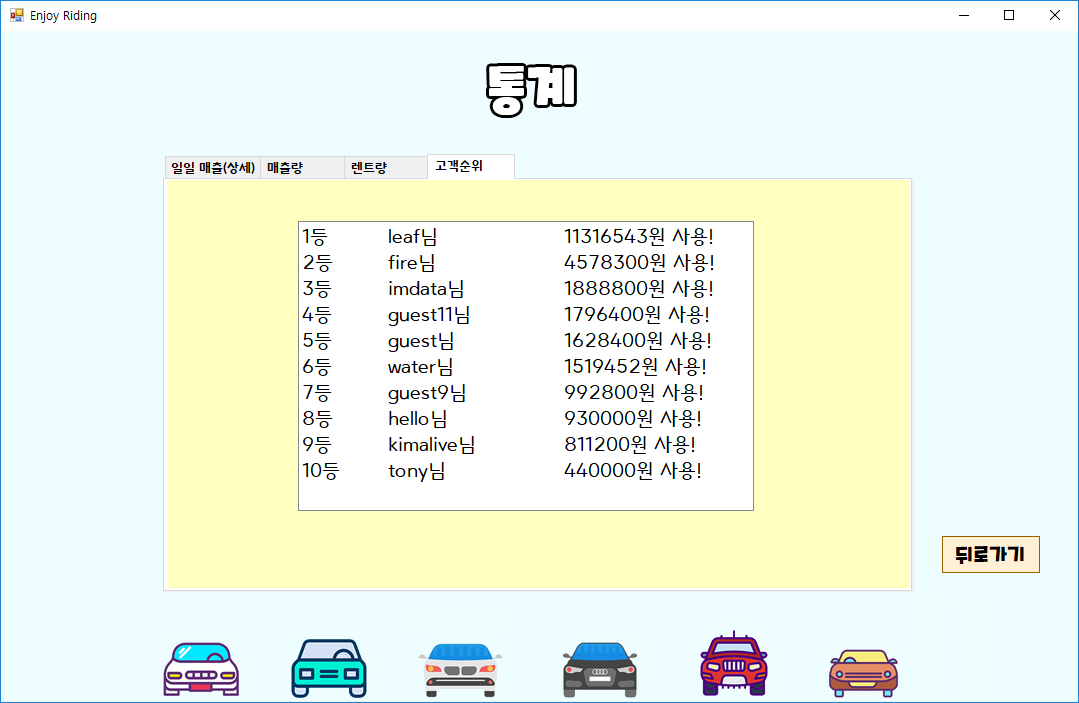 Enjoy Riding
통계
일일 매출(상세) 매출량 렌트량 고객순위
1등 leaf님 11316543원 사용!
2등 fire님 4578300원 사용!
3등 imdata님 1888800원 사용!
4등 guest11님 1796400원 사용!
5등 guest님 1628400원 사용!
6등 water님 1519452원 사용!
7등 guest9님 992800원 사용!
8등 hello님 930000원 사용!
9등 kimalive님 811200원 사용!
10등 tony님 440000원 사용!
뒤로가기